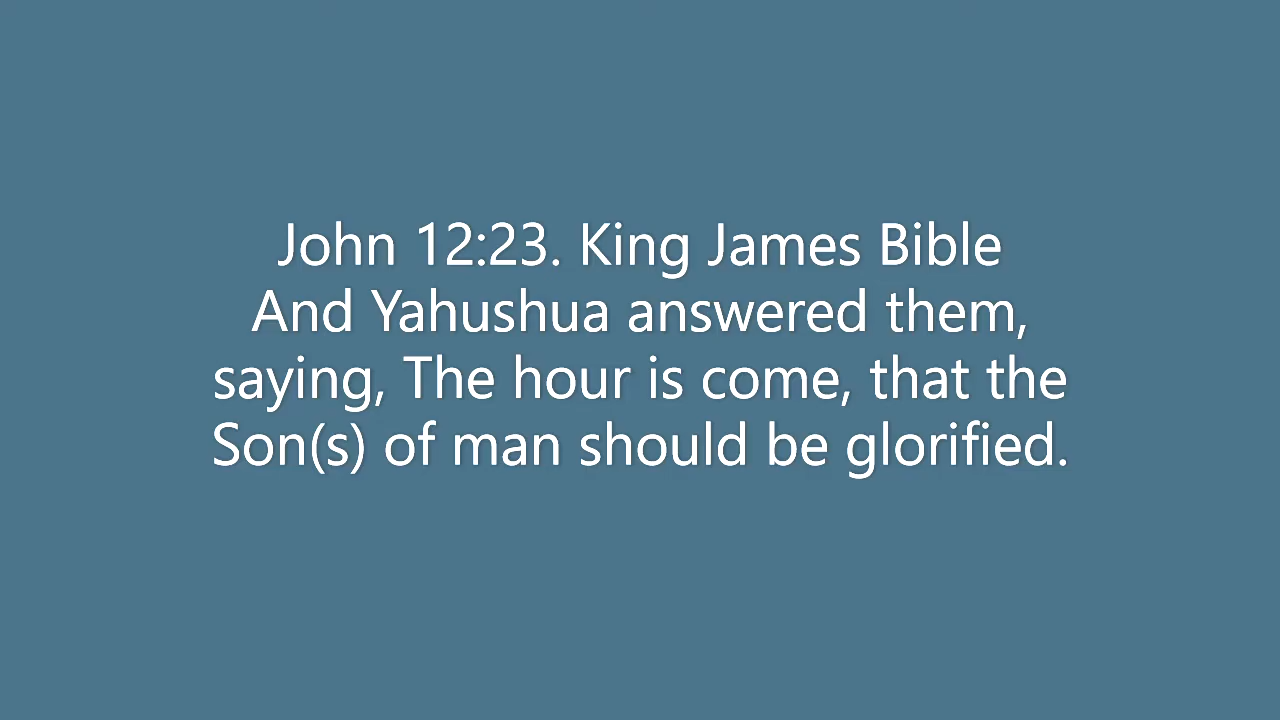 John 12:23. King James Bible
And Yahushua answered them,
saying, The hour is come, that the
Son(s) of man should be glorified.